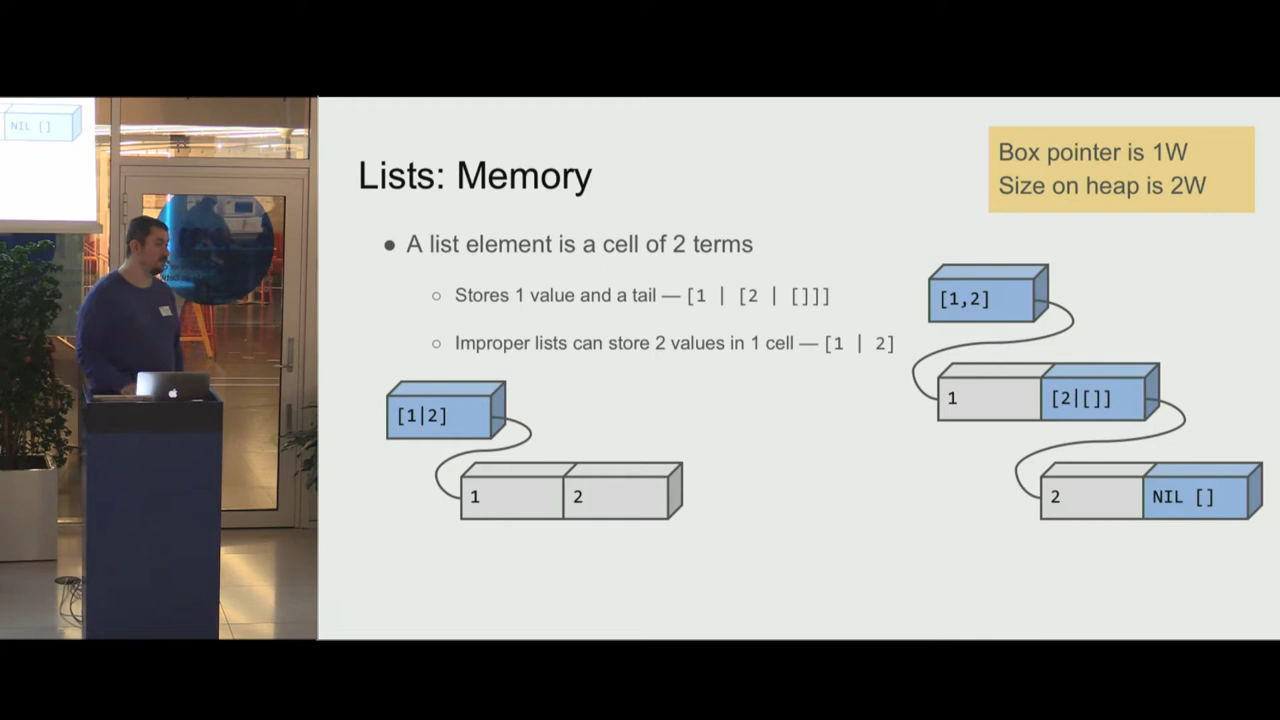 NIL []
Lists: Memory
Box pointer is 1W
Size on heap is 2W
● A list element is a cell of 2 terms
○ Stores 1 value and a tail — [1 | [2 | []]]
○ Improper lists can store 2 values in 1 cell — [1 | 2]
[1|2]
1 2
[1,2]
1 [2|[]]
2 NIL []